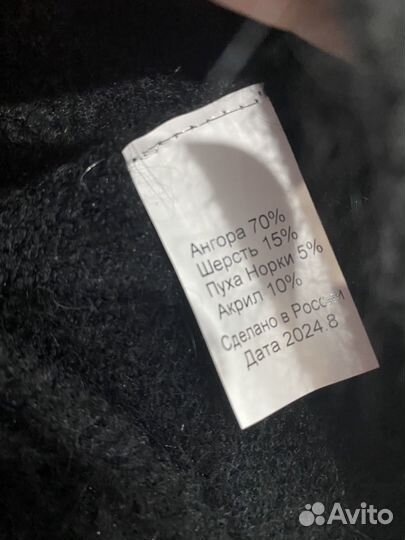 Ангора 70%
Шерсть 15%
Пуха Норки 5%
Акрил 10%
Сделано в России
Дата 2024.8
Avito